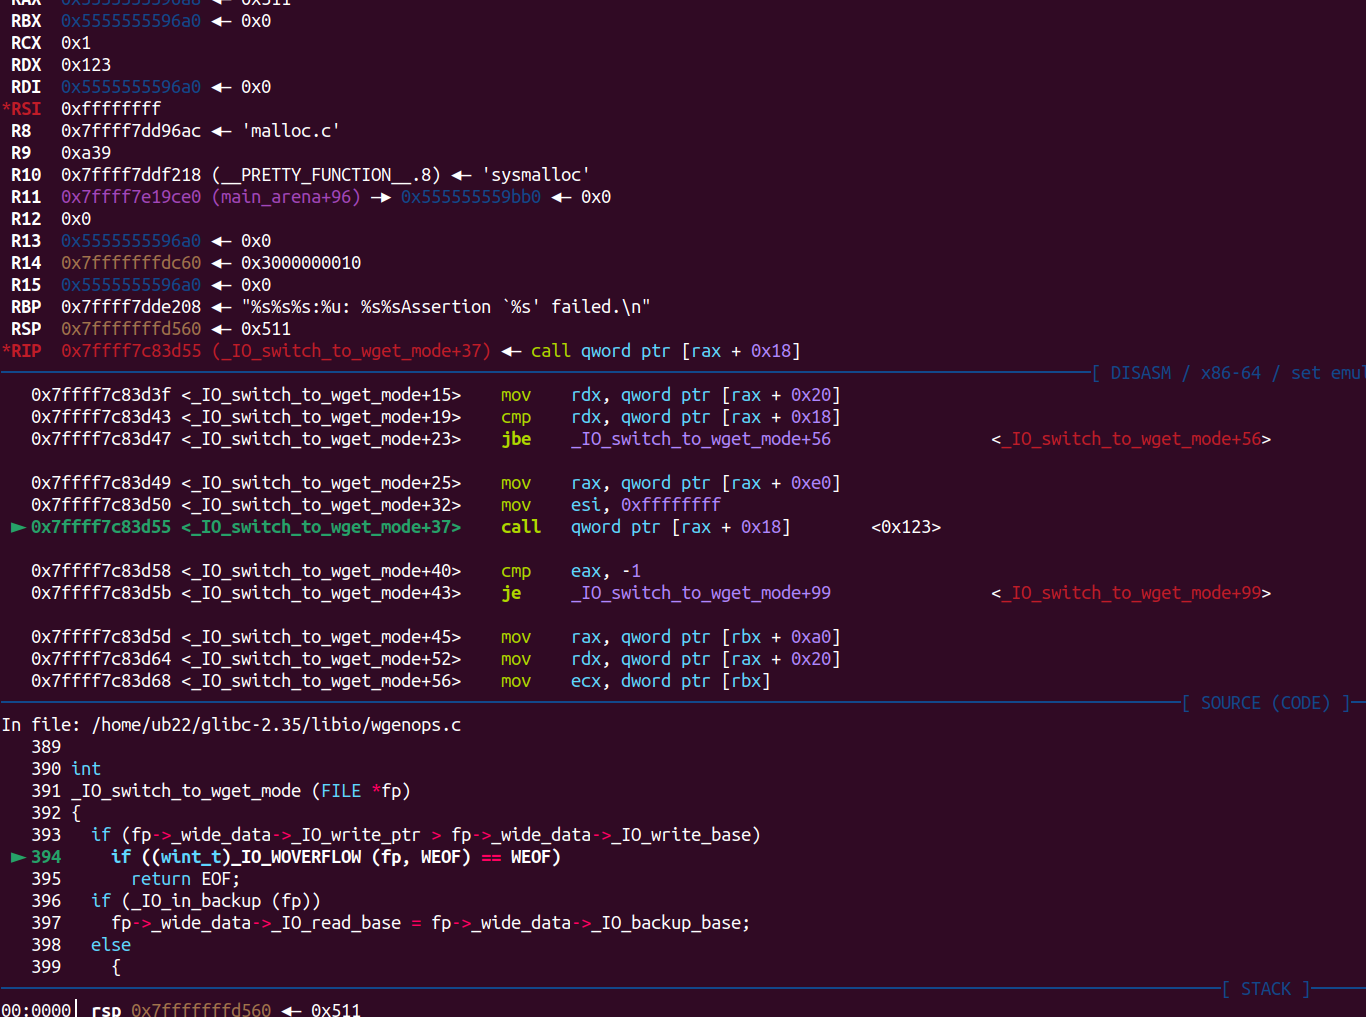 RAX 0x5555555596a8 ◂— 0x511
RBX 0x5555555596a0 ◂— 0x0
RCX 0x1
RDX 0x123
RDI 0x5555555596a0 ◂— 0x0
*RSI 0xffffffff
R8 0x7ffff7dd96ac ◂— 'malloc.c'
R9 0xa39
R10 0x7ffff7ddf218 (__PRETTY_FUNCTION__.8) ◂— 'sysmalloc'
R11 0x7ffff7e19ce0 (main_arena+96) —▸ 0x555555559bb0 ◂— 0x0
R12 0x0
R13 0x5555555596a0 ◂— 0x0
R14 0x7fffffffdc60 ◂— 0x3000000010
R15 0x5555555596a0 ◂— 0x0
RBP 0x7ffff7dde208 ◂— "%s%s%s:%u: %s%sAssertion `%s' failed.\n"
RSP 0x7fffffffd560 ◂— 0x511
*RIP 0x7ffff7c83d55 (_IO_switch_to_wget_mode+37) ◂— call qword ptr [rax + 0x18]
[ DISASM / x86-64 / set emul
0x7ffff7c83d3f <_IO_switch_to_wget_mode+15> mov rdx, qword ptr [rax + 0x20]
0x7ffff7c83d43 <_IO_switch_to_wget_mode+19> cmp rdx, qword ptr [rax + 0x18]
0x7ffff7c83d47 <_IO_switch_to_wget_mode+23> jbe _IO_switch_to_wget_mode+56 <_IO_switch_to_wget_mode+56>
0x7ffff7c83d49 <_IO_switch_to_wget_mode+25> mov rax, qword ptr [rax + 0xe0]
0x7ffff7c83d50 <_IO_switch_to_wget_mode+32> mov esi, 0xffffffff
► 0x7ffff7c83d55 <_IO_switch_to_wget_mode+37> call qword ptr [rax + 0x18] <0x123>
0x7ffff7c83d58 <_IO_switch_to_wget_mode+40> cmp eax, -1
0x7ffff7c83d5b <_IO_switch_to_wget_mode+43> je _IO_switch_to_wget_mode+99 <_IO_switch_to_wget_mode+99>
0x7ffff7c83d5d <_IO_switch_to_wget_mode+45> mov rax, qword ptr [rbx + 0xa0]
0x7ffff7c83d64 <_IO_switch_to_wget_mode+52> mov rdx, qword ptr [rax + 0x20]
0x7ffff7c83d68 <_IO_switch_to_wget_mode+56> mov ecx, dword ptr [rbx]
[ SOURCE (CODE) ]
In file: /home/ub22/glibc-2.35/libio/wgenops.c
389
390 int
391 _IO_switch_to_wget_mode (FILE *fp)
392 {
393 if (fp->_wide_data->_IO_write_ptr > fp->_wide_data->_IO_write_base)
► 394 if ((wint_t)_IO_WOVERFLOW (fp, WEOF) == WEOF)
395 return EOF;
396 if (_IO_in_backup (fp))
397 fp->_wide_data->_IO_read_base = fp->_wide_data->_IO_backup_base;
398 else
399 {
[ STACK ]
00:0000│ rsp 0x7fffffffd560 ◂— 0x511